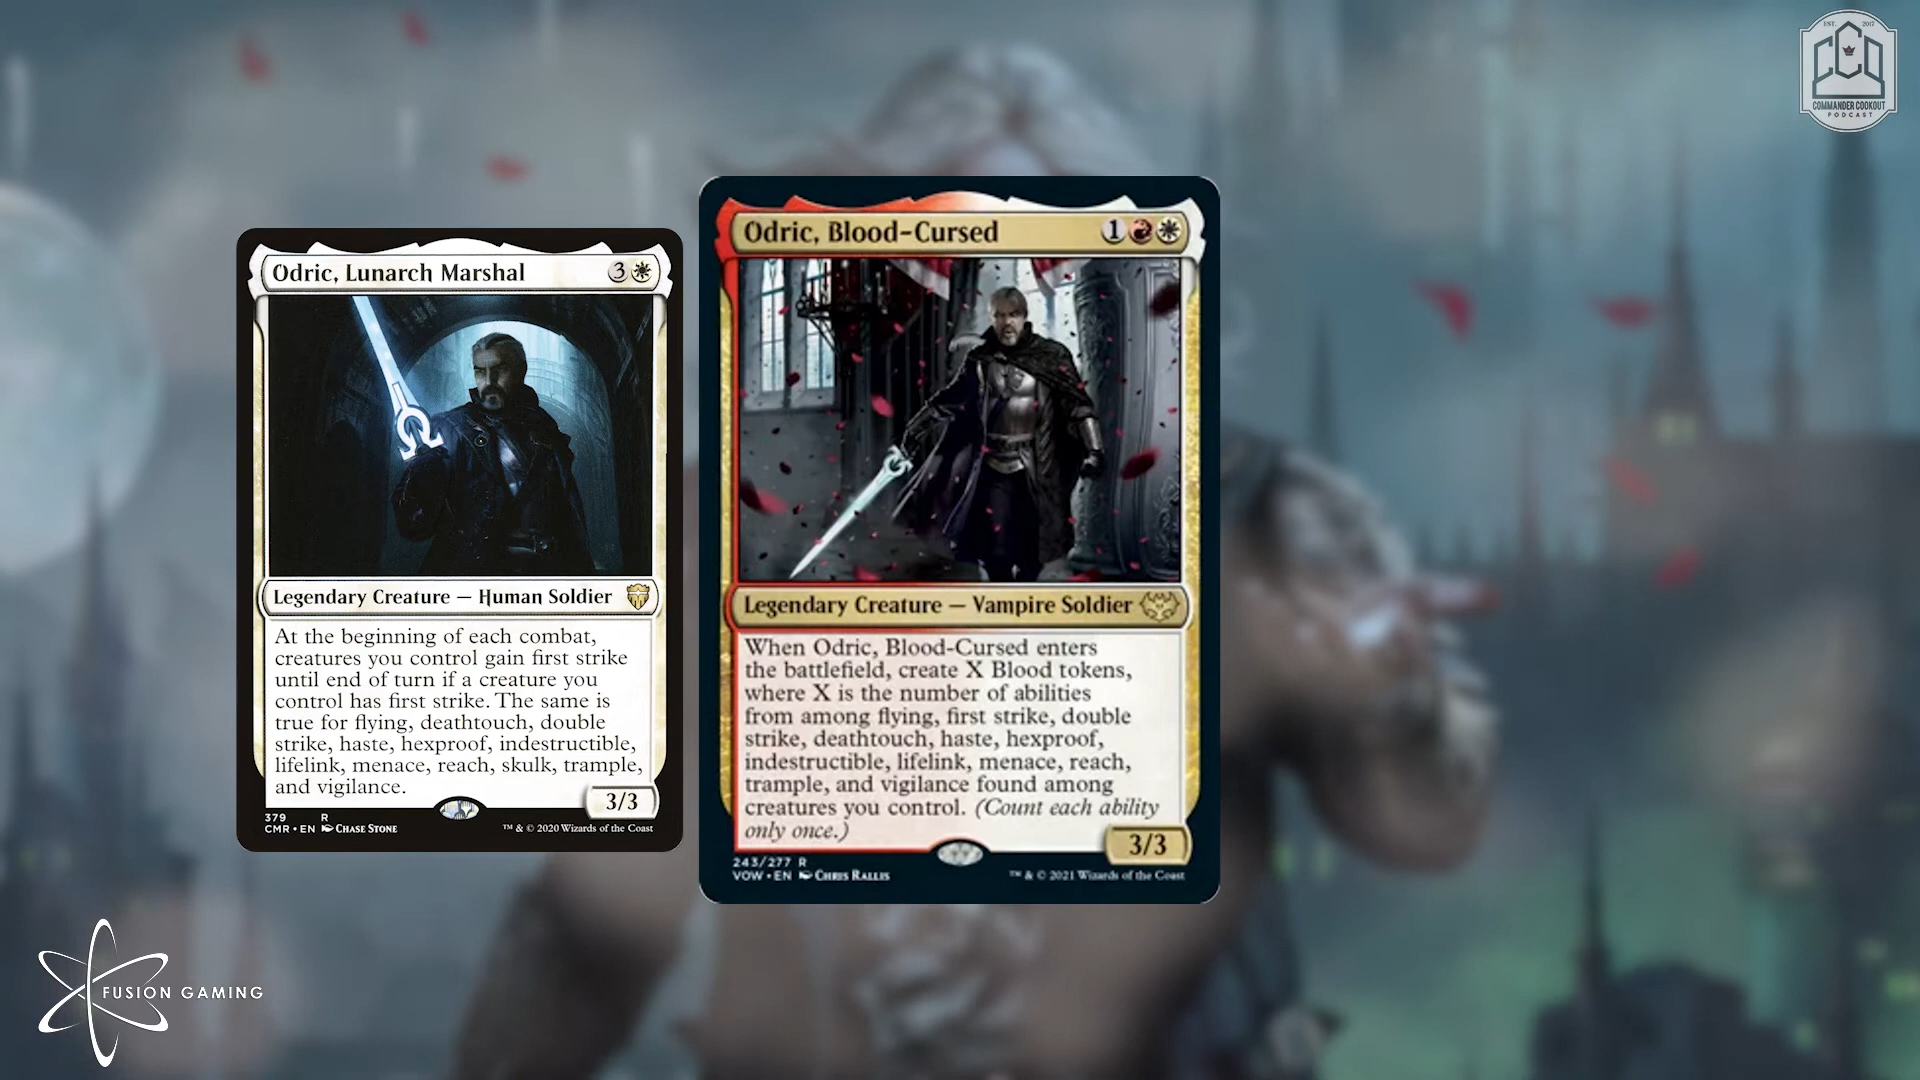 EST. 2017
CCO
COMMANDER COOKOUT
PODCAST
Odric, Lunarch Marshal 3
Legendary Creature — Human Soldier
At the beginning of each combat,
creatures you control gain first strike
until end of turn if a creature you
control has first strike. The same is
true for flying, deathtouch, double
strike, haste, hexproof, indestructible,
lifelink, menace, reach, skulk, trample,
and vigilance.
3/3
379 R
CMR • EN CHASE STONE
™ & © 2020 Wizards of the Coast
Odric, Blood-Cursed 1
Legendary Creature — Vampire Soldier
When Odric, Blood-Cursed enters
the battlefield, create X Blood tokens,
where X is the number of abilities
from among flying, first strike, double
strike, deathtouch, haste, hexproof,
indestructible, lifelink, menace, reach,
trample, and vigilance found among
creatures you control. (Count each ability
only once.)
3/3
243/277 R
VOW • EN CHRIS RALLIS
™ & © 2021 Wizards of the Coast
FUSION GAMING